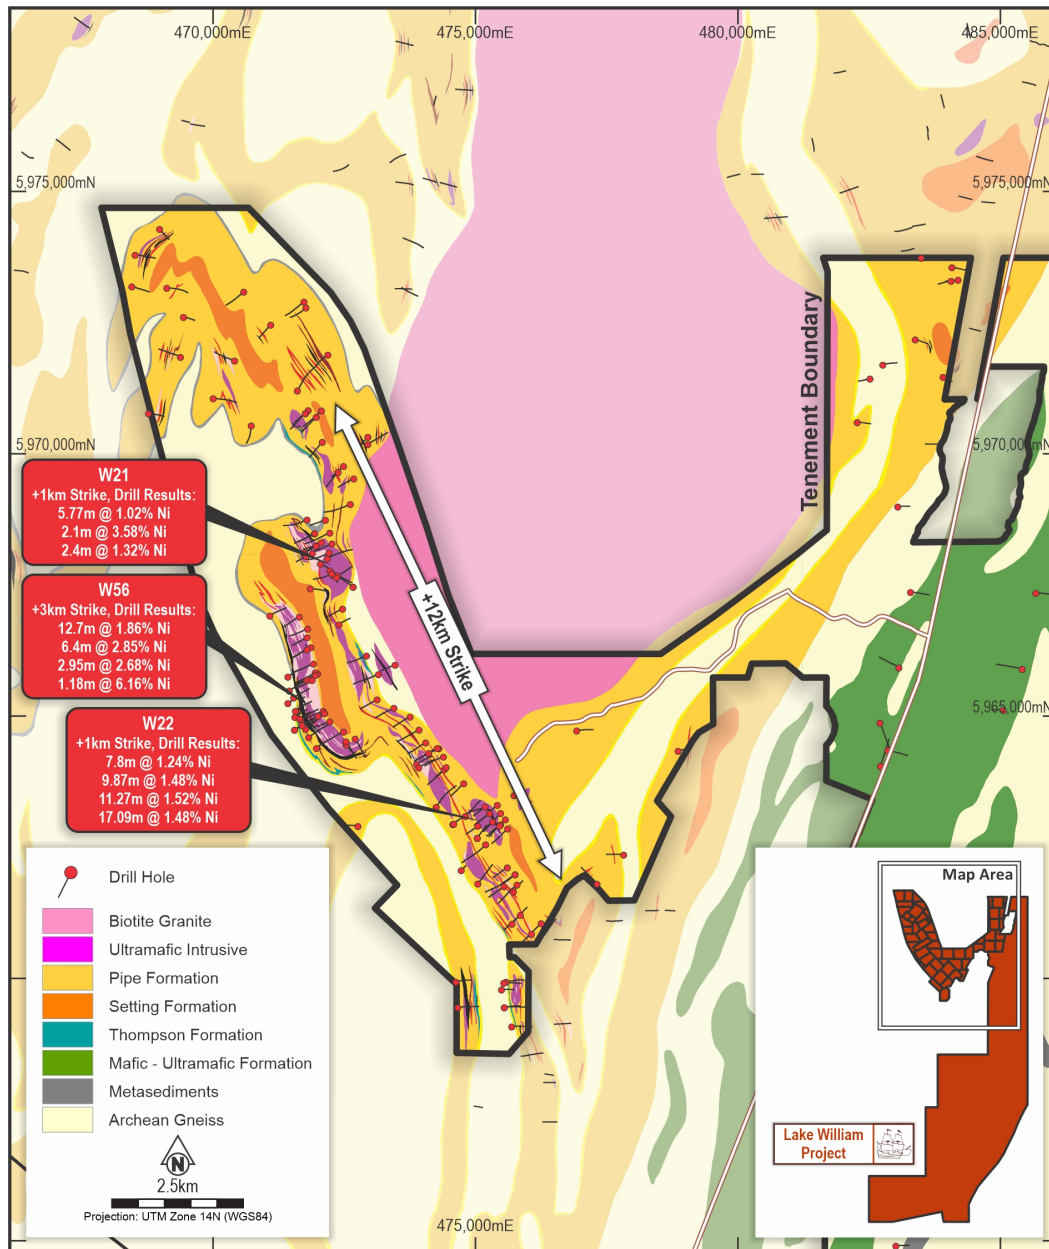 470,000mE
475,000mE
480,000mE
485,000mE
5,975,000mN
5,975,000mN
Tenement Boundary
5,970,000mN
5,970,000mN
W21
+1km Strike, Drill Results:
5.77m @ 1.02% Ni
2.1m @ 3.58% Ni
2.4m @ 1.32% Ni
W56
+3km Strike, Drill Results:
12.7m @ 1.86% Ni
6.4m @ 2.85% Ni
2.95m @ 2.68% Ni
1.18m @ 6.16% Ni
+12km Strike
5,965,000mN
W22
+1km Strike, Drill Results:
7.8m @ 1.24% Ni
9.87m @ 1.48% Ni
11.27m @ 1.52% Ni
17.09m @ 1.48% Ni
Drill Hole
Biotite Granite
Ultramafic Intrusive
Pipe Formation
Setting Formation
Thompson Formation
Mafic - Ultramafic Formation
Metasediments
Archean Gneiss
N
2.5km
Projection: UTM Zone 14N (WGS84)
475,000mE
Map Area
Lake William
Project